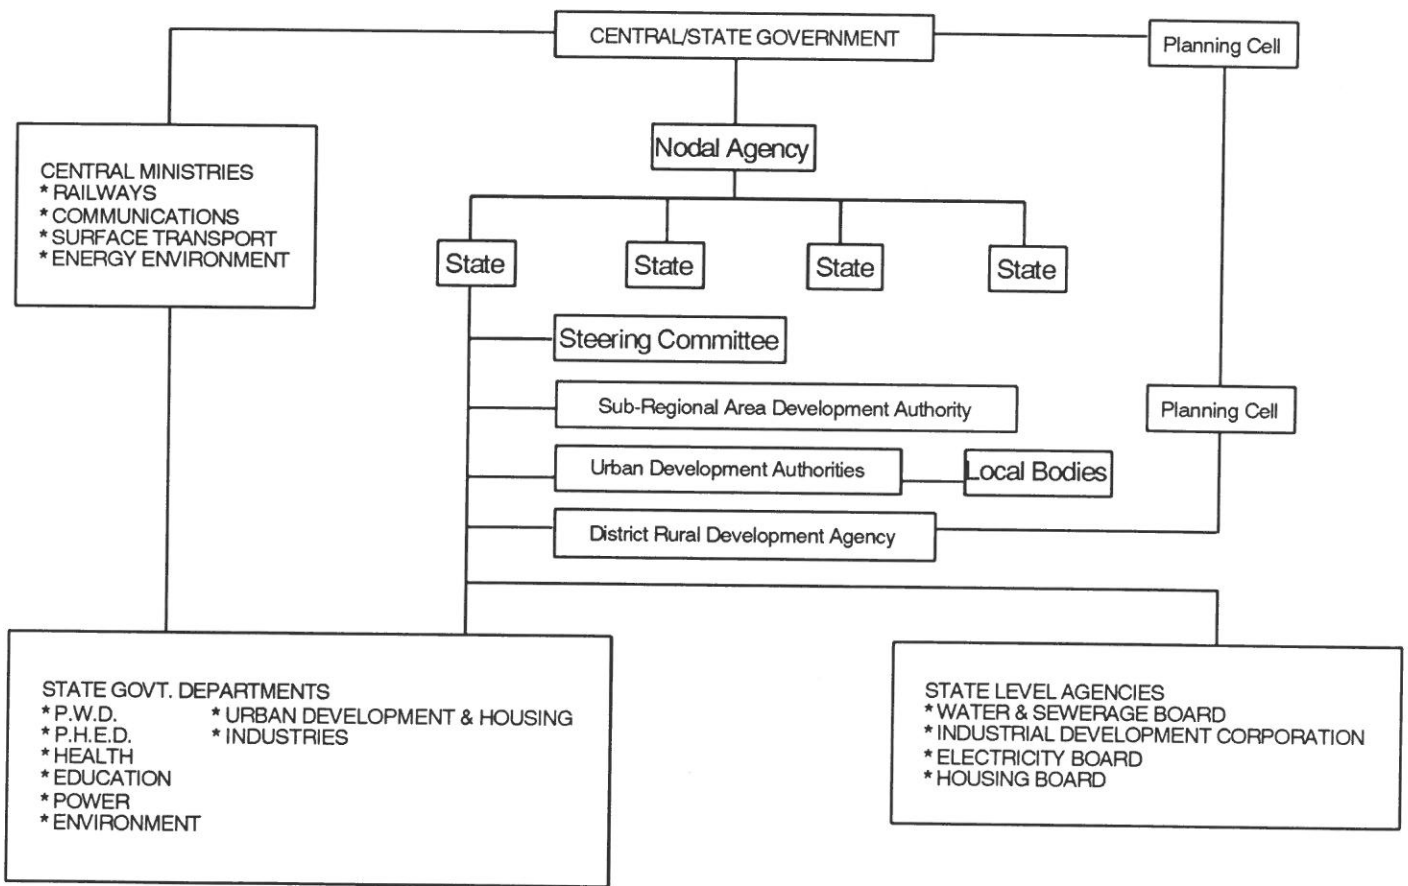 CENTRAL/STATE GOVERNMENT
Planning Cell
Nodal Agency
CENTRAL MINISTRIES
* RAILWAYS
* COMMUNICATIONS
* SURFACE TRANSPORT
* ENERGY ENVIRONMENT
State
State
State
State
Steering Committee
Sub-Regional Area Development Authority
Planning Cell
Urban Development Authorities
Local Bodies
District Rural Development Agency
STATE GOVT. DEPARTMENTS
* P.W.D. * URBAN DEVELOPMENT & HOUSING
* P.H.E.D. * INDUSTRIES
* HEALTH
* EDUCATION
* POWER
* ENVIRONMENT
STATE LEVEL AGENCIES
* WATER & SEWERAGE BOARD
* INDUSTRIAL DEVELOPMENT CORPORATION
* ELECTRICITY BOARD
* HOUSING BOARD